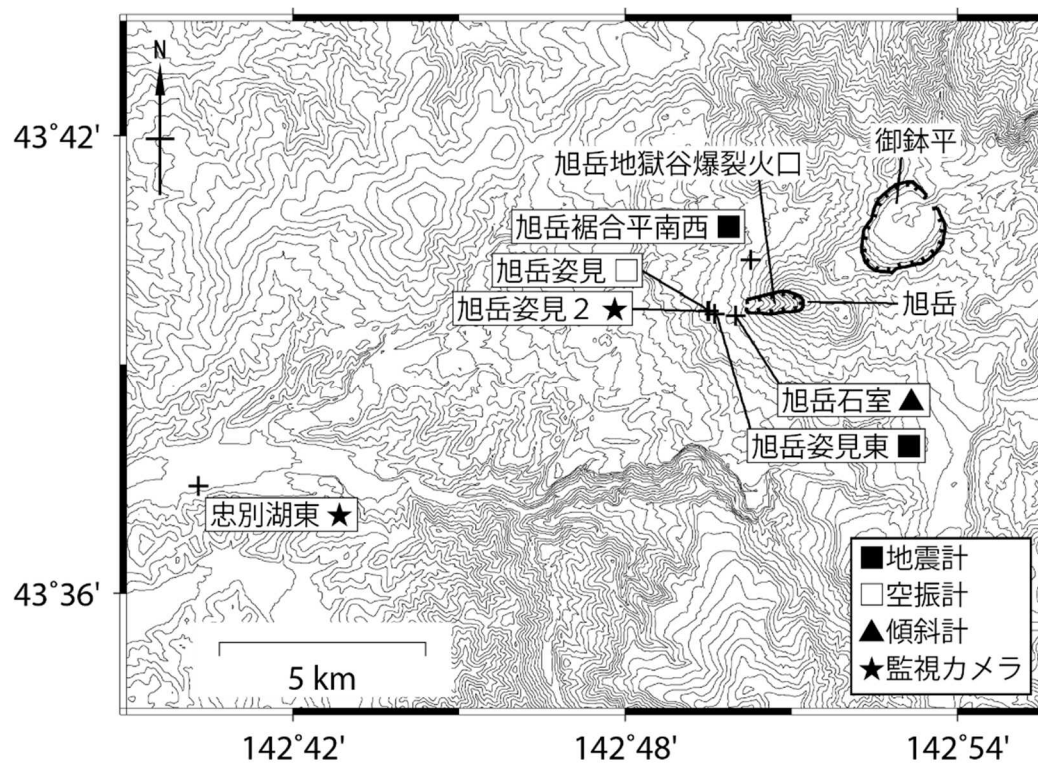 N
43°42'
御鉢平
旭岳地獄谷爆裂火口
旭岳裾合平南西 ■
旭岳姿見 □
旭岳姿見2 ★
旭岳
旭岳石室 ▲
旭岳姿見東 ■
忠別湖東 ★
43°36'
■地震計
□空振計
▲傾斜計
★監視カメラ
5 km
142°42'
142°48'
142°54'